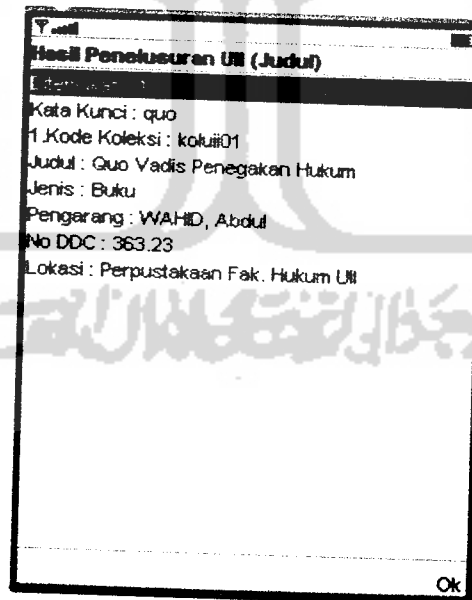 Hasil Penelusuran UII (Judul)
Kata Kunci : quo
1.Kode Koleksi : koluii01
Judul : Quo Vadis Penegakan Hukum
Jenis : Buku
Pengarang : WAHID, Abdul
No DDC : 363.23
Lokasi : Perpustakaan Fak. Hukum UII
Ok